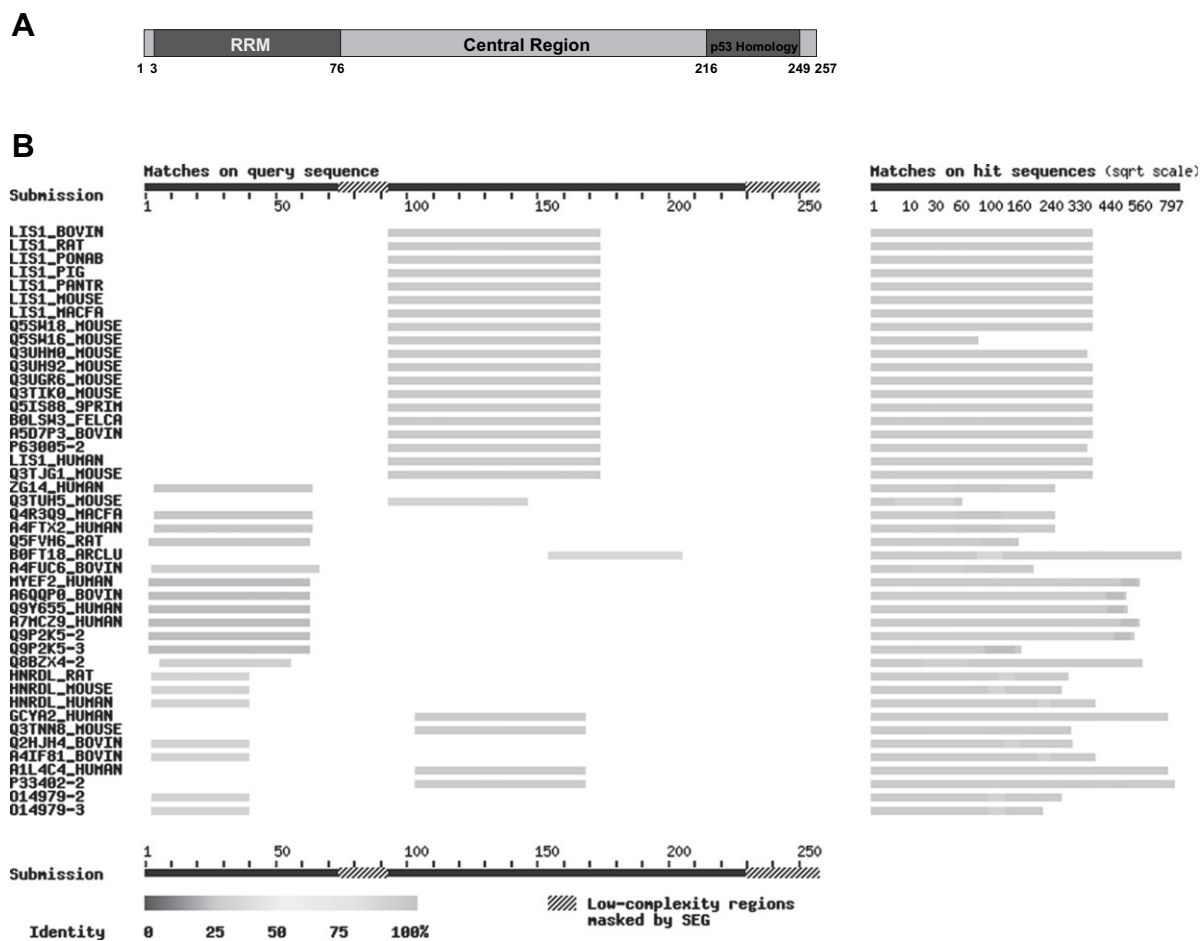 A
RRM Central Region p53 Homology
1 3 76 216 249 257
B
Matches on query sequence
Matches on hit sequences (sqrt scale)
Submission
1 50 100 150 200 250
1 10 30 60 100 160 240 330 440 560 797
LIS1_BOVIN
LIS1_RAT
LIS1_PONAB
LIS1_PIG
LIS1_PANTR
LIS1_MOUSE
LIS1_MACFA
Q5SW18_MOUSE
Q5SW16_MOUSE
Q3UHM0_MOUSE
Q3UH92_MOUSE
Q3UGR6_MOUSE
Q3TIK0_MOUSE
Q5IS88_9PRIM
B0LSW3_FELCA
A5D7P3_BOVIN
P63005-2
LIS1_HUMAN
Q3TJG1_MOUSE
ZG14_HUMAN
Q3TUH5_MOUSE
Q4R3Q9_MACFA
A4FTX2_HUMAN
Q5FVH6_RAT
B0FT18_ARCLU
A4FUC6_BOVIN
MYEF2_HUMAN
A6QQP0_BOVIN
Q9Y655_HUMAN
A7MCZ9_HUMAN
Q9P2K5-2
Q9P2K5-3
Q8BZX4-2
HNRDL_RAT
HNRDL_MOUSE
HNRDL_HUMAN
GCYA2_HUMAN
Q3TNN8_MOUSE
Q2HJH4_BOVIN
A4IF81_BOVIN
A1L4C4_HUMAN
P33402-2
O14979-2
O14979-3
1 50 100 150 200 250
Submission
Low-complexity regions
masked by SEG
Identity 0 25 50 75 100%